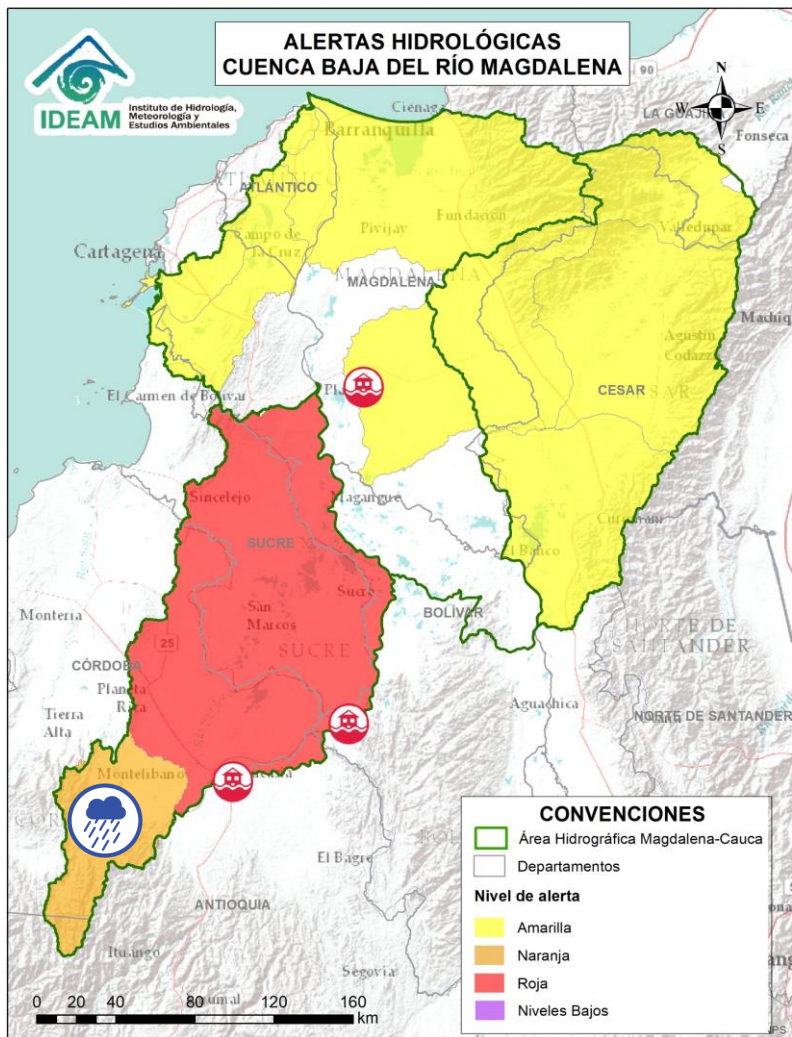 ALERTAS HIDROLÓGICAS
CUENCA BAJA DEL RÍO MAGDALENA
IDEAM
Instituto de Hidrología,
Meteorología y
Estudios Ambientales
N
W
E
S
90
Ciénaga
LA GUAJIRA
Fonseca
Barranquilla
ATLÁNTICO
Cartagena
Campo de
la Cruz
Pivijay
Fundación
Valledupar
MAGDALENA
MAGDALENA
Agustín
Codazzi
El Carmen de Bolívar
CESAR
Sincelejo
Magangué
SUCRE
Sucre
El Banco
San
Marcos
BOLÍVAR
SUCRE
Montería
25
CÓRDOBA
NORTE DE
SANTANDER
Planeta
Rica
Aguachica
NORTE DE SANTANDER
Tierra
Alta
Montelíbano
El Bagre
ANTIOQUIA
Ituango
Segovia
0 20 40 80 120 160
km
CONVENCIONES
Área Hidrográfica Magdalena-Cauca
Departamentos
Nivel de alerta
Amarilla
Naranja
Roja
Niveles Bajos